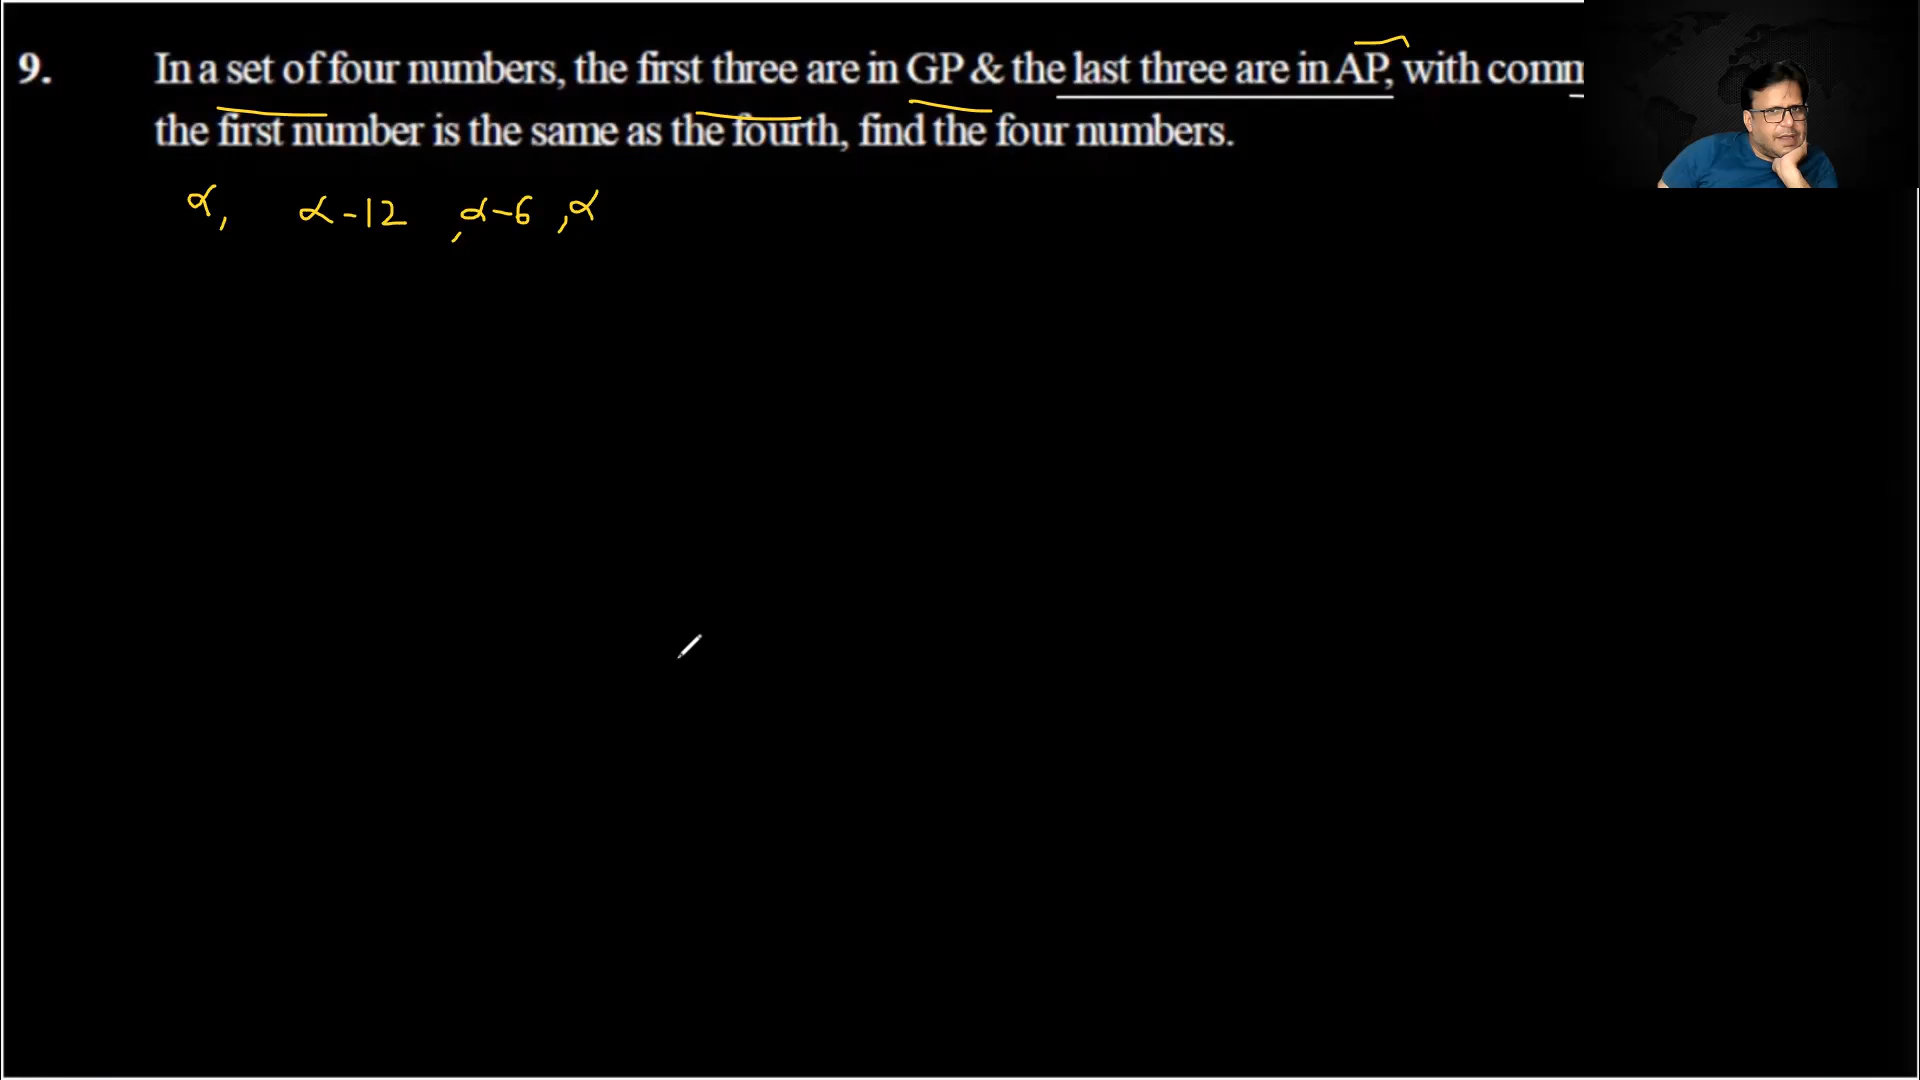 9. In a set of four numbers, the first three are in GP & the last three are in AP, with comm
the first number is the same as the fourth, find the four numbers.
α, α-12, α-6, α